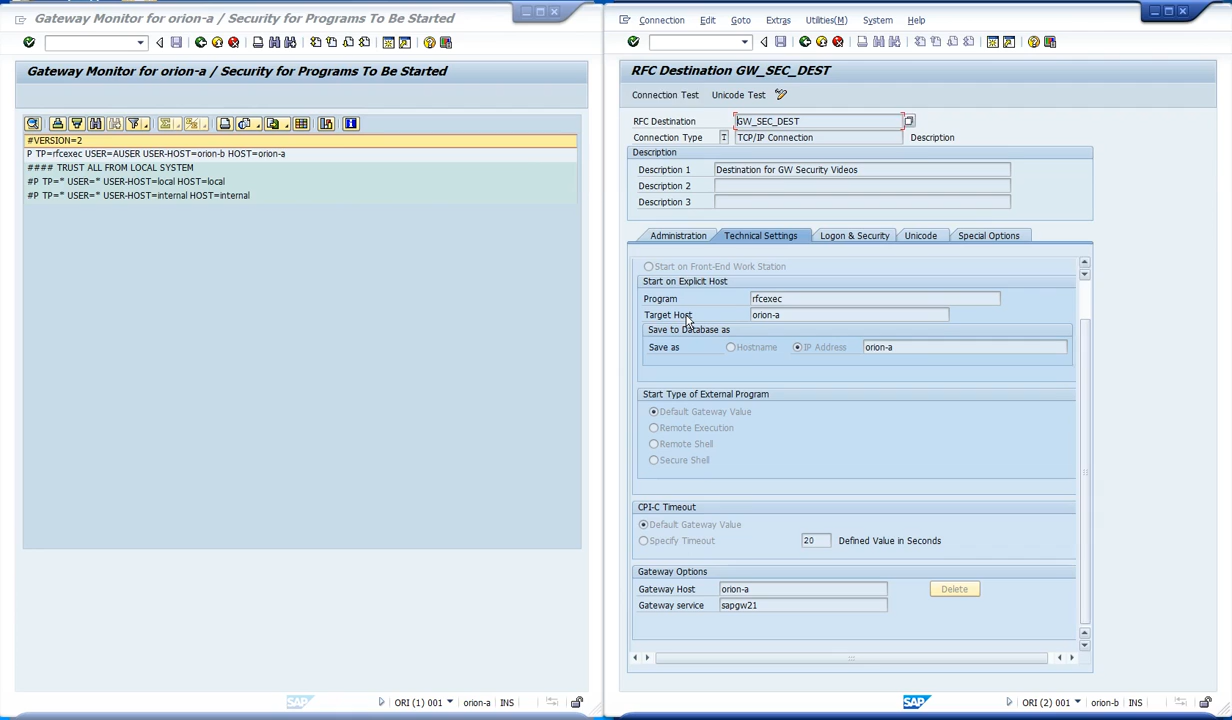 Gateway Monitor for orion-a / Security for Programs To Be Started
Gateway Monitor for orion-a / Security for Programs To Be Started
#VERSION=2
P TP=rfcexec USER=AUSER USER-HOST=orion-b HOST=orion-a
#### TRUST ALL FROM LOCAL SYSTEM
#P TP=* USER=* USER-HOST=local HOST=local
#P TP=* USER=* USER-HOST=internal HOST=internal
SAP
ORI (1) 001 orion-a INS
Connection Edit Goto Extras Utilities(M) System Help
RFC Destination GW_SEC_DEST
Connection Test Unicode Test
RFC Destination GW_SEC_DEST
Connection Type T TCP/IP Connection Description
Description
Description 1 Destination for GW Security Videos
Description 2
Description 3
Administration Technical Settings Logon & Security Unicode Special Options
Start on Front-End Work Station
Start on Explicit Host
Program rfcexec
Target Host orion-a
Save to Database as
Save as Hostname IP Address orion-a
Start Type of External Program
Default Gateway Value
Remote Execution
Remote Shell
Secure Shell
CPI-C Timeout
Default Gateway Value
Specify Timeout 20 Defined Value in Seconds
Gateway Options
Gateway Host orion-a Delete
Gateway service sapgw21
SAP
ORI (2) 001 orion-b INS